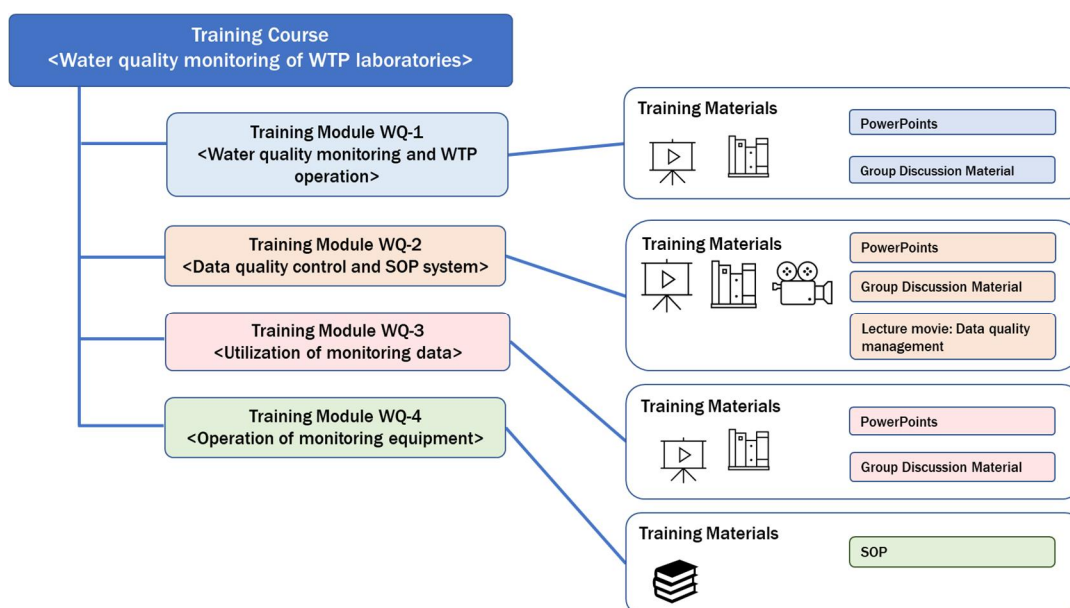 Training Course
<Water quality monitoring of WTP laboratories>
Training Module WQ-1
<Water quality monitoring and WTP
operation>
Training Materials
PowerPoints
Group Discussion Material
Training Module WQ-2
<Data quality control and SOP system>
Training Materials
PowerPoints
Group Discussion Material
Lecture movie: Data quality
management
Training Module WQ-3
<Utilization of monitoring data>
Training Materials
PowerPoints
Group Discussion Material
Training Module WQ-4
<Operation of monitoring equipment>
Training Materials
SOP